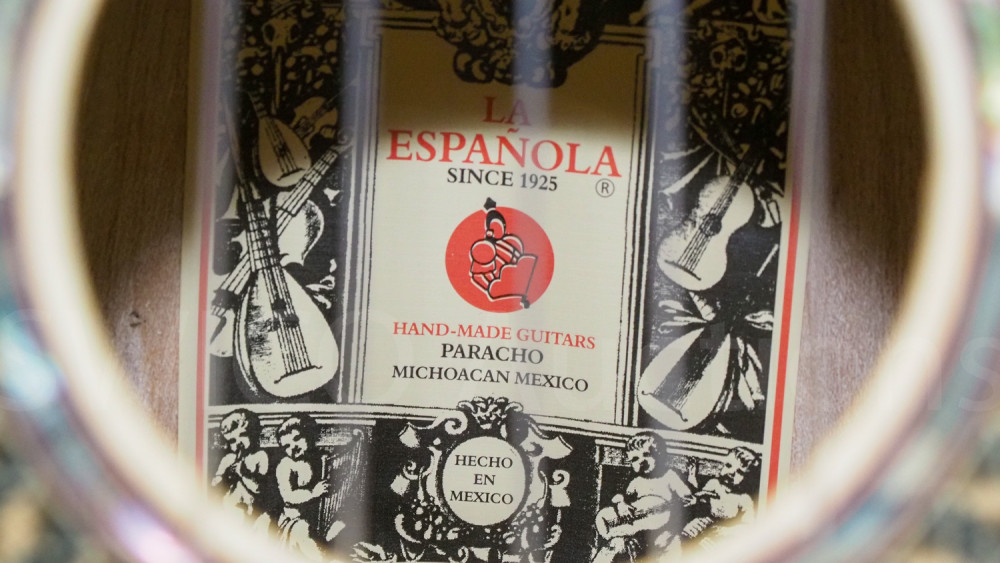 LA
ESPAÑOLA
SINCE 1925
®
HAND-MADE GUITARS
PARACHO
MICHOACAN MEXICO
HECHO
EN
MEXICO